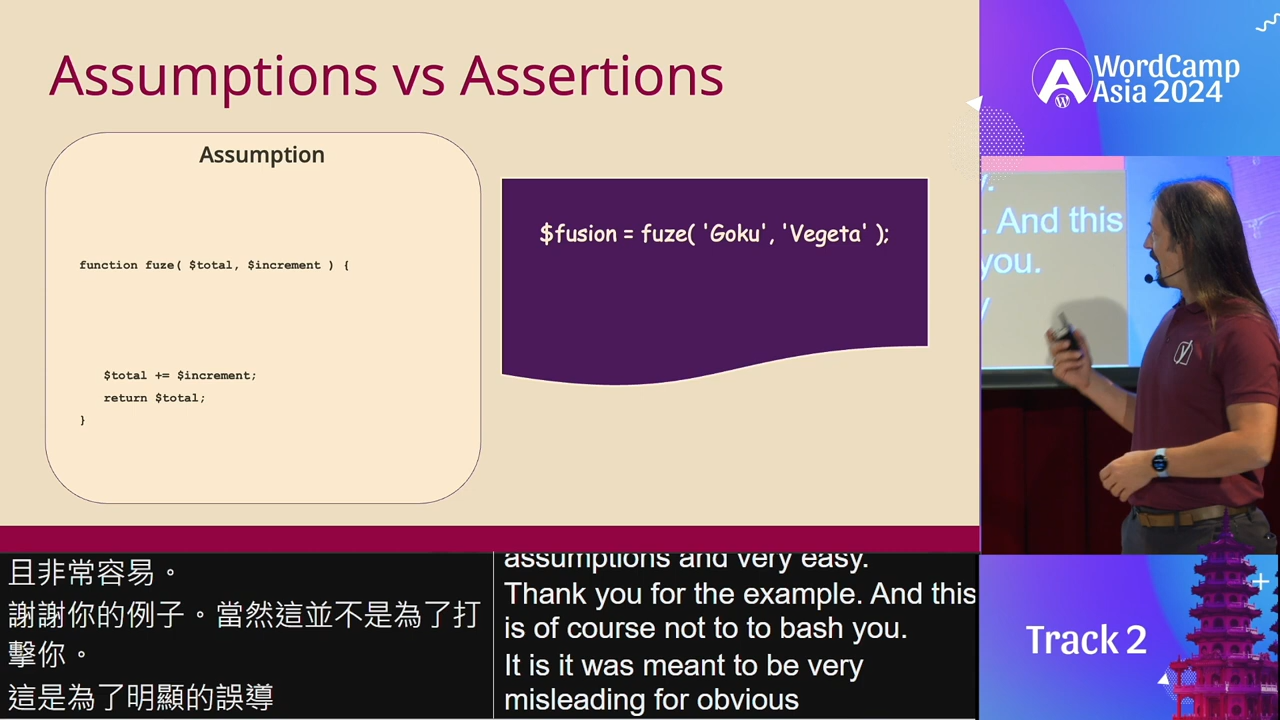 Assumptions vs Assertions
Assumption
function fuze( $total, $increment ) {
$total += $increment;
return $total;
}
$fusion = fuze( 'Goku', 'Vegeta' );
WordCamp
Asia 2024
y.
. And this
you.
y
且非常容易。
謝謝你的例子。當然這並不是為了打
擊你。
這是為了明顯的誤導
assumptions and very easy.
Thank you for the example. And this
is of course not to to bash you.
It is it was meant to be very
misleading for obvious
Track 2